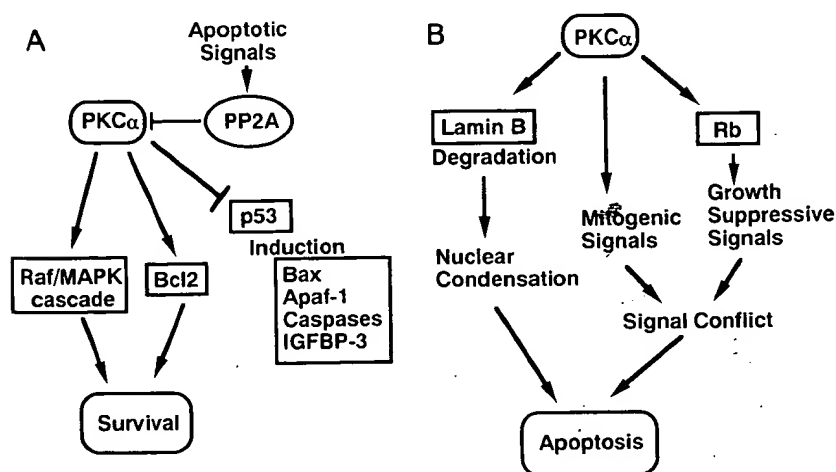 A
Apoptotic
Signals
PKCα
PP2A
p53
Induction
Raf/MAPK
cascade
Bcl2
Bax
Apaf-1
Caspases
IGFBP-3
Survival
B
PKCα
Lamin B
Degradation
Rb
Mitogenic
Signals
Growth
Suppressive
Signals
Nuclear
Condensation
Signal Conflict
Apoptosis